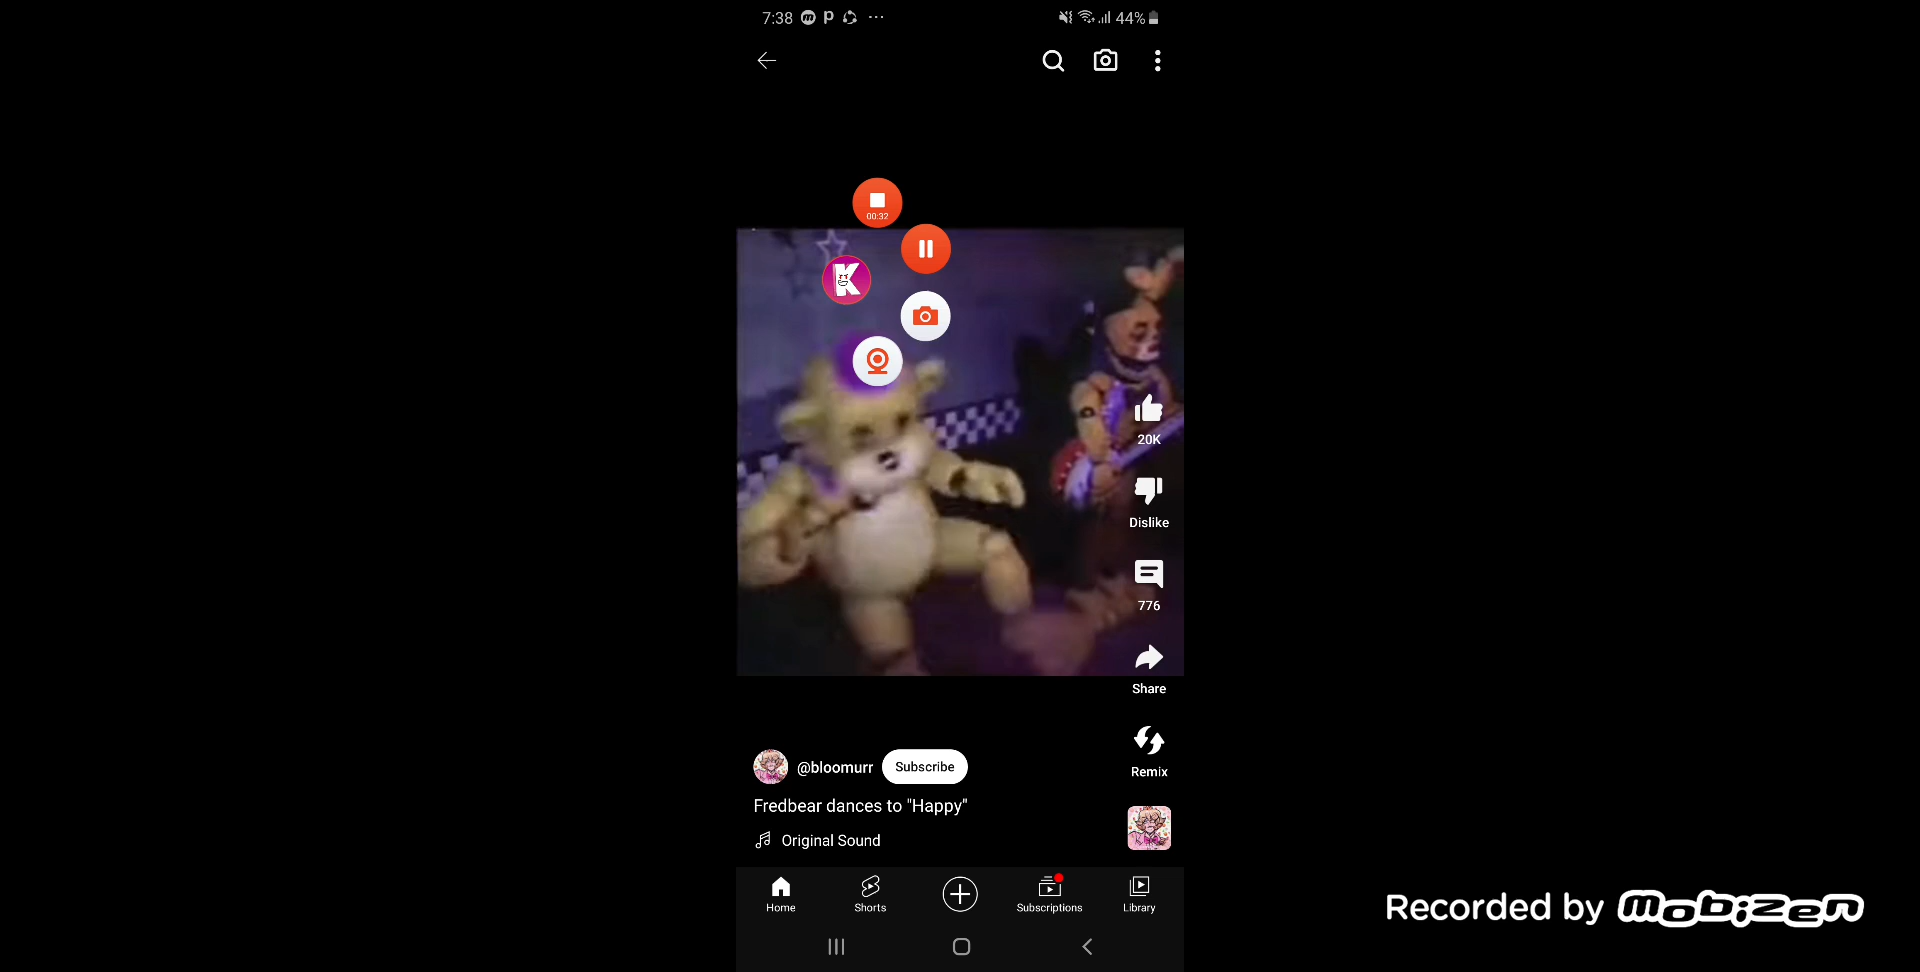 7:38
44%
00:32
K
20K
Dislike
776
Share
Remix
@bloomurr
Subscribe
Fredbear dances to "Happy"
Original Sound
Home
Shorts
Subscriptions
Library
Recorded by mobizen